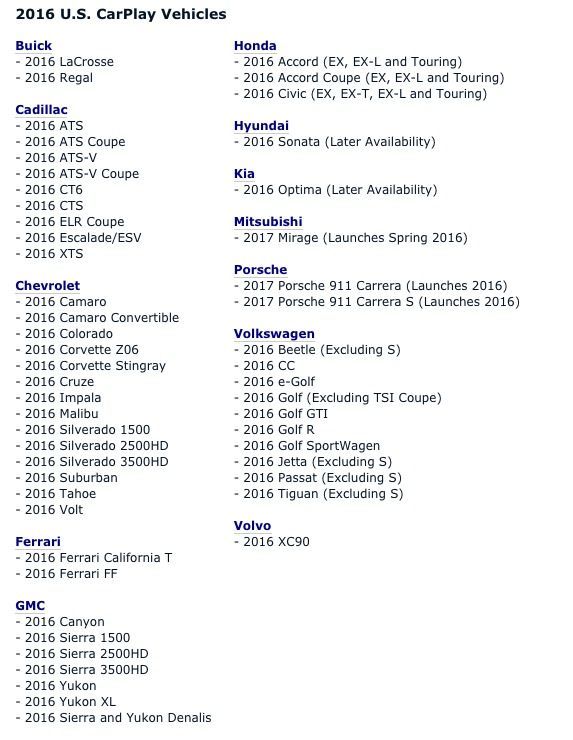 2016 U.S. CarPlay Vehicles
Buick
- 2016 LaCrosse
- 2016 Regal
Cadillac
- 2016 ATS
- 2016 ATS Coupe
- 2016 ATS-V
- 2016 ATS-V Coupe
- 2016 CT6
- 2016 CTS
- 2016 ELR Coupe
- 2016 Escalade/ESV
- 2016 XTS
Chevrolet
- 2016 Camaro
- 2016 Camaro Convertible
- 2016 Colorado
- 2016 Corvette Z06
- 2016 Corvette Stingray
- 2016 Cruze
- 2016 Impala
- 2016 Malibu
- 2016 Silverado 1500
- 2016 Silverado 2500HD
- 2016 Silverado 3500HD
- 2016 Suburban
- 2016 Tahoe
- 2016 Volt
Ferrari
- 2016 Ferrari California T
- 2016 Ferrari FF
GMC
- 2016 Canyon
- 2016 Sierra 1500
- 2016 Sierra 2500HD
- 2016 Sierra 3500HD
- 2016 Yukon
- 2016 Yukon XL
- 2016 Sierra and Yukon Denalis
Honda
- 2016 Accord (EX, EX-L and Touring)
- 2016 Accord Coupe (EX, EX-L and Touring)
- 2016 Civic (EX, EX-T, EX-L and Touring)
Hyundai
- 2016 Sonata (Later Availability)
Kia
- 2016 Optima (Later Availability)
Mitsubishi
- 2017 Mirage (Launches Spring 2016)
Porsche
- 2017 Porsche 911 Carrera (Launches 2016)
- 2017 Porsche 911 Carrera S (Launches 2016)
Volkswagen
- 2016 Beetle (Excluding S)
- 2016 CC
- 2016 e-Golf
- 2016 Golf (Excluding TSI Coupe)
- 2016 Golf GTI
- 2016 Golf R
- 2016 Golf SportWagen
- 2016 Jetta (Excluding S)
- 2016 Passat (Excluding S)
- 2016 Tiguan (Excluding S)
Volvo
- 2016 XC90